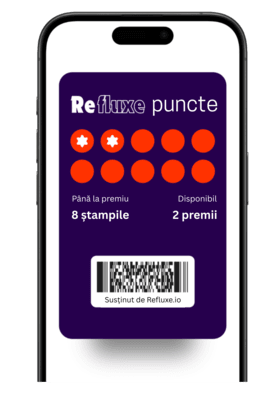 Refluxe puncte
Până la premiu Disponibil
8 ștampile 2 premii
Susținut de Refluxe.io